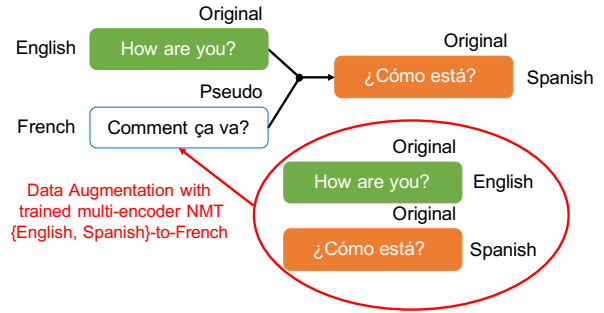 Original
English
How are you?
Original
¿Cómo está?
Spanish
Pseudo
French
Comment ça va?
Original
How are you?
English
Data Augmentation with
trained multi-encoder NMT
{English, Spanish}-to-French
Original
¿Cómo está?
Spanish